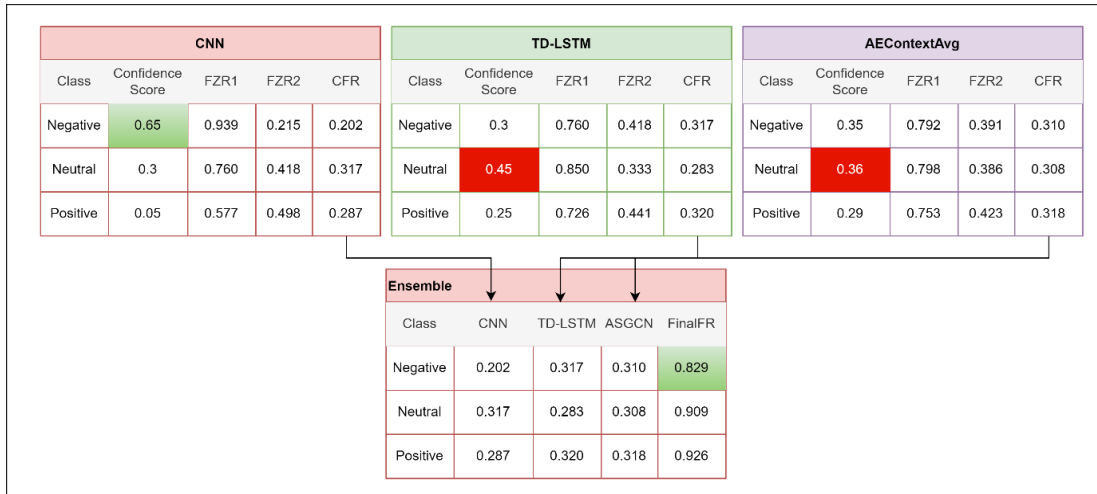 CNN
Class Confidence Score FZR1 FZR2 CFR
Negative 0.65 0.939 0.215 0.202
Neutral 0.3 0.760 0.418 0.317
Positive 0.05 0.577 0.498 0.287
TD-LSTM
Class Confidence Score FZR1 FZR2 CFR
Negative 0.3 0.760 0.418 0.317
Neutral 0.45 0.850 0.333 0.283
Positive 0.25 0.726 0.441 0.320
AEContextAvg
Class Confidence Score FZR1 FZR2 CFR
Negative 0.35 0.792 0.391 0.310
Neutral 0.36 0.798 0.386 0.308
Positive 0.29 0.753 0.423 0.318
Ensemble
Class CNN TD-LSTM ASGCN FinalFR
Negative 0.202 0.317 0.310 0.829
Neutral 0.317 0.283 0.308 0.909
Positive 0.287 0.320 0.318 0.926